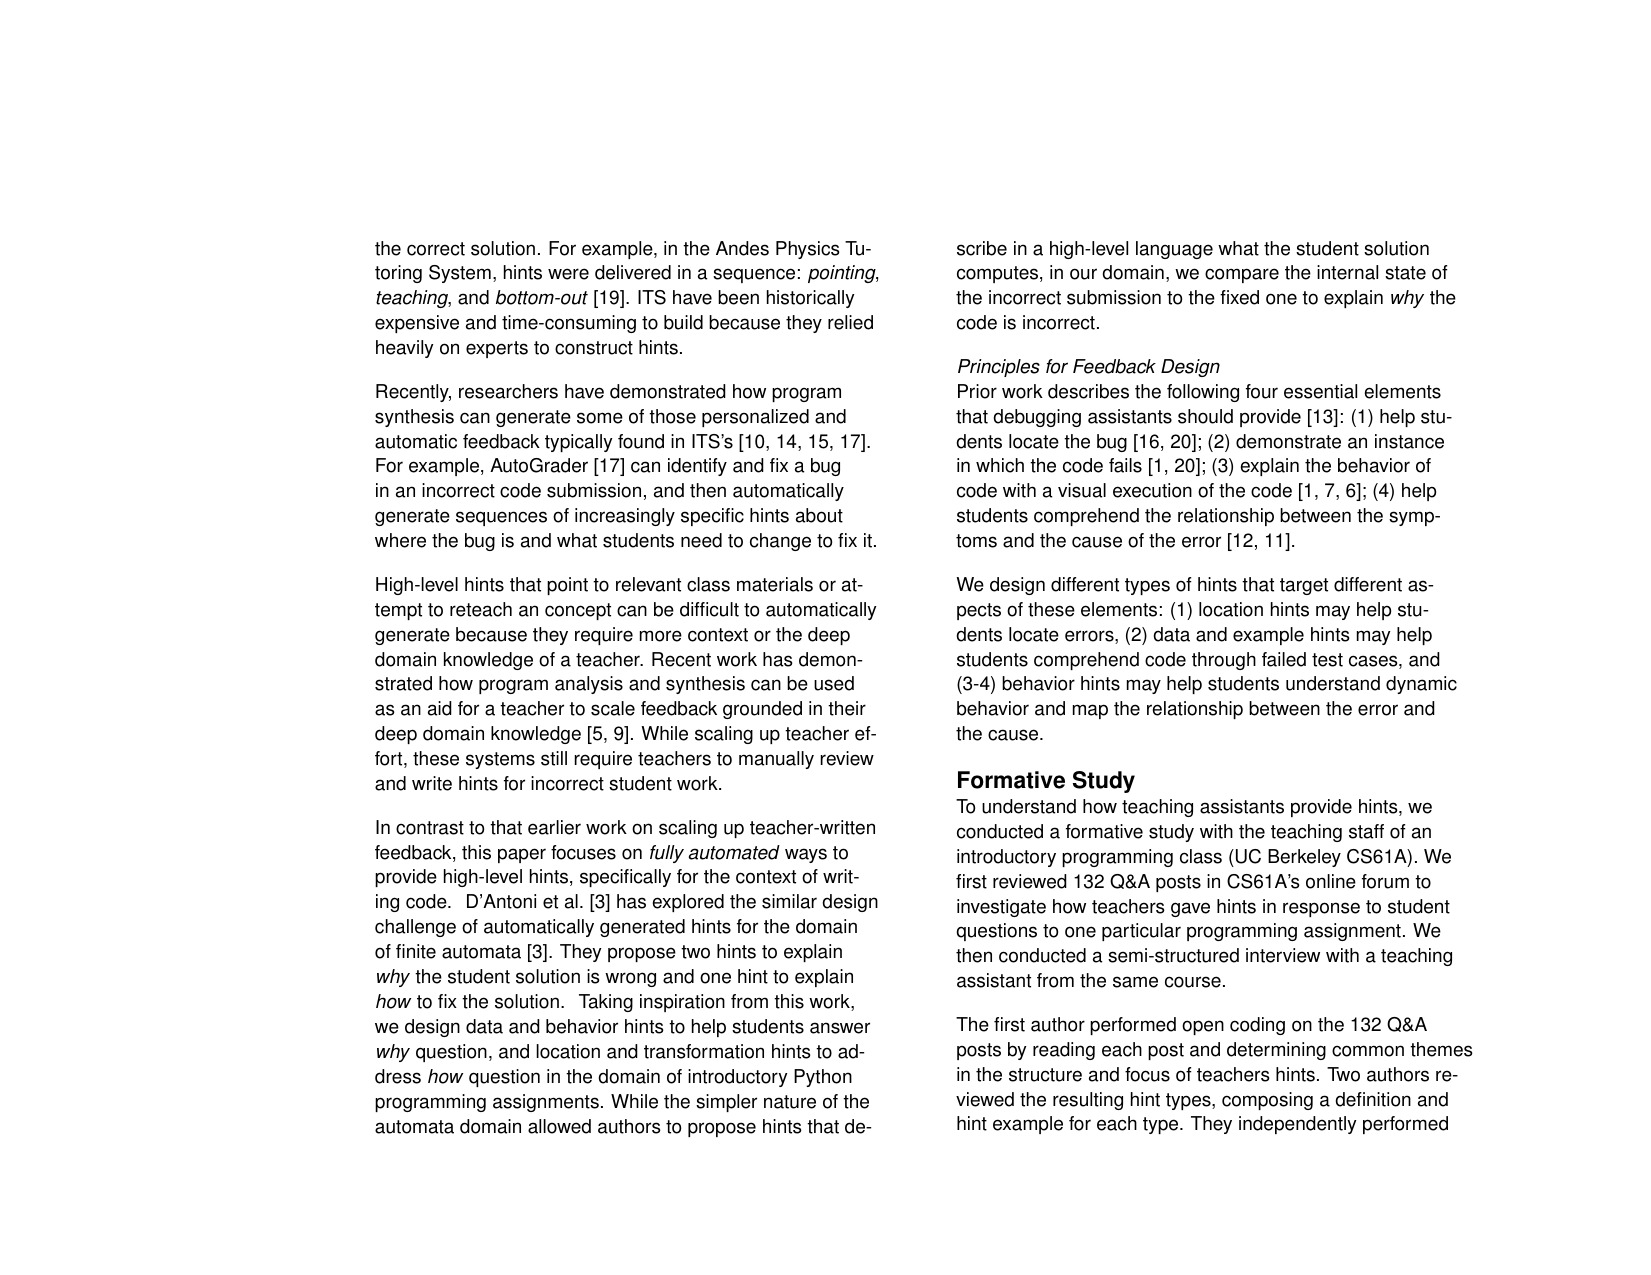 the correct solution. For example, in the Andes Physics Tu-
toring System, hints were delivered in a sequence: pointing,
teaching, and bottom-out [19]. ITS have been historically
expensive and time-consuming to build because they relied
heavily on experts to construct hints.
Recently, researchers have demonstrated how program
synthesis can generate some of those personalized and
automatic feedback typically found in ITS's [10, 14, 15, 17].
For example, AutoGrader [17] can identify and fix a bug
in an incorrect code submission, and then automatically
generate sequences of increasingly specific hints about
where the bug is and what students need to change to fix it.
High-level hints that point to relevant class materials or at-
tempt to reteach an concept can be difficult to automatically
generate because they require more context or the deep
domain knowledge of a teacher. Recent work has demon-
strated how program analysis and synthesis can be used
as an aid for a teacher to scale feedback grounded in their
deep domain knowledge [5, 9]. While scaling up teacher ef-
fort, these systems still require teachers to manually review
and write hints for incorrect student work.
In contrast to that earlier work on scaling up teacher-written
feedback, this paper focuses on fully automated ways to
provide high-level hints, specifically for the context of writ-
ing code. D'Antoni et al. [3] has explored the similar design
challenge of automatically generated hints for the domain
of finite automata [3]. They propose two hints to explain
why the student solution is wrong and one hint to explain
how to fix the solution. Taking inspiration from this work,
we design data and behavior hints to help students answer
why question, and location and transformation hints to ad-
dress how question in the domain of introductory Python
programming assignments. While the simpler nature of the
automata domain allowed authors to propose hints that de-
scribe in a high-level language what the student solution
computes, in our domain, we compare the internal state of
the incorrect submission to the fixed one to explain why the
code is incorrect.
Principles for Feedback Design
Prior work describes the following four essential elements
that debugging assistants should provide [13]: (1) help stu-
dents locate the bug [16, 20]; (2) demonstrate an instance
in which the code fails [1, 20]; (3) explain the behavior of
code with a visual execution of the code [1, 7, 6]; (4) help
students comprehend the relationship between the symp-
toms and the cause of the error [12, 11].
We design different types of hints that target different as-
pects of these elements: (1) location hints may help stu-
dents locate errors, (2) data and example hints may help
students comprehend code through failed test cases, and
(3-4) behavior hints may help students understand dynamic
behavior and map the relationship between the error and
the cause.
Formative Study
To understand how teaching assistants provide hints, we
conducted a formative study with the teaching staff of an
introductory programming class (UC Berkeley CS61A). We
first reviewed 132 Q&A posts in CS61A's online forum to
investigate how teachers gave hints in response to student
questions to one particular programming assignment. We
then conducted a semi-structured interview with a teaching
assistant from the same course.
The first author performed open coding on the 132 Q&A
posts by reading each post and determining common themes
in the structure and focus of teachers hints. Two authors re-
viewed the resulting hint types, composing a definition and
hint example for each type. They independently performed